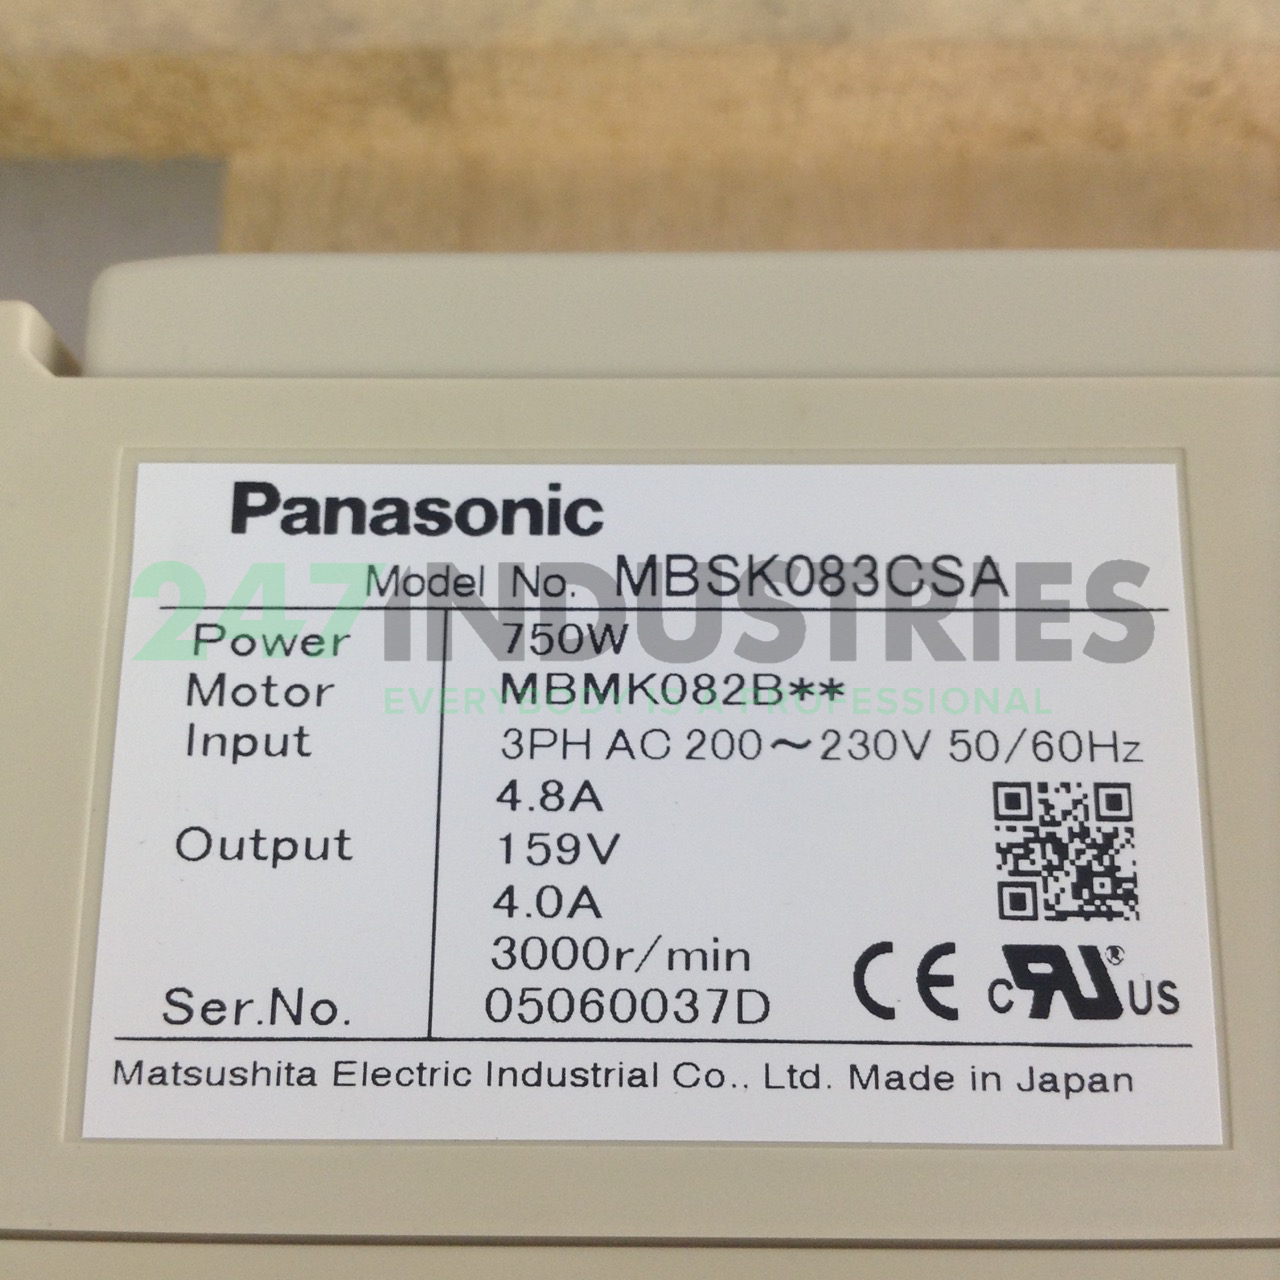 Panasonic
Model No. MBSK083CSA
247INDUSTRIES
Power 750W
Motor MBMK082B**
EVERYBODY IS A PROFESSIONAL
Input 3PH AC 200～230V 50/60Hz
4.8A
Output 159V
4.0A
3000r/min
Ser.No. 05060037D
CE c RU ® US
Matsushita Electric Industrial Co., Ltd. Made in Japan